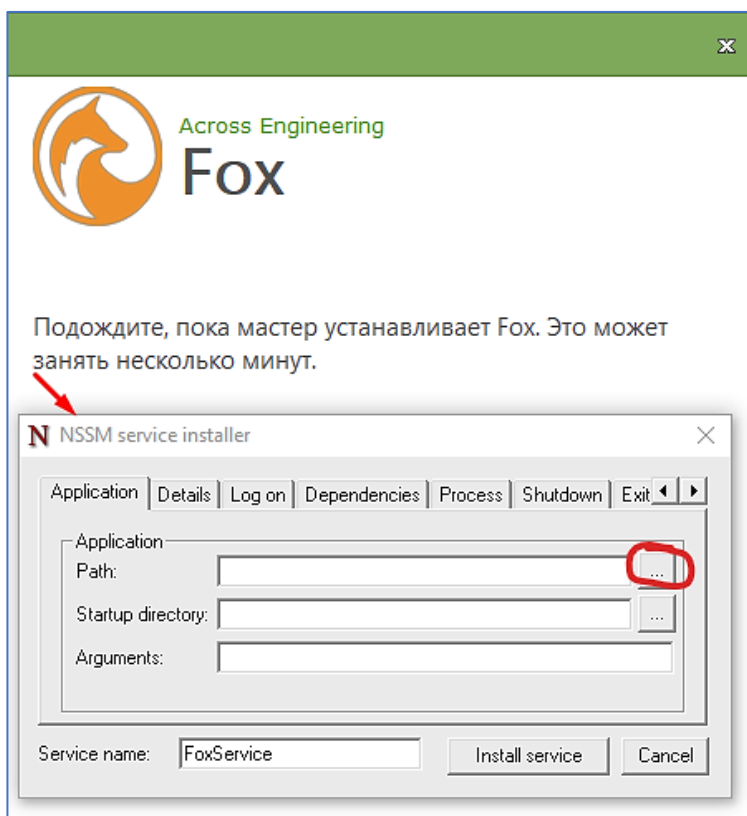 Across Engineering
Fox
Подождите, пока мастер устанавливает Fox. Это может
занять несколько минут.
N NSSM service installer
Application Details Log on Dependencies Process Shutdown Exit
Application
Path: ...
Startup directory: ...
Arguments:
Service name: FoxService Install service Cancel